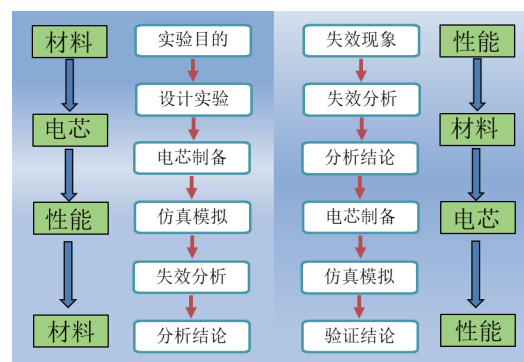 材料
电芯
性能
材料
实验目的
设计实验
电芯制备
仿真模拟
失效分析
分析结论
失效现象
失效分析
分析结论
电芯制备
仿真模拟
验证结论
性能
材料
电芯
性能